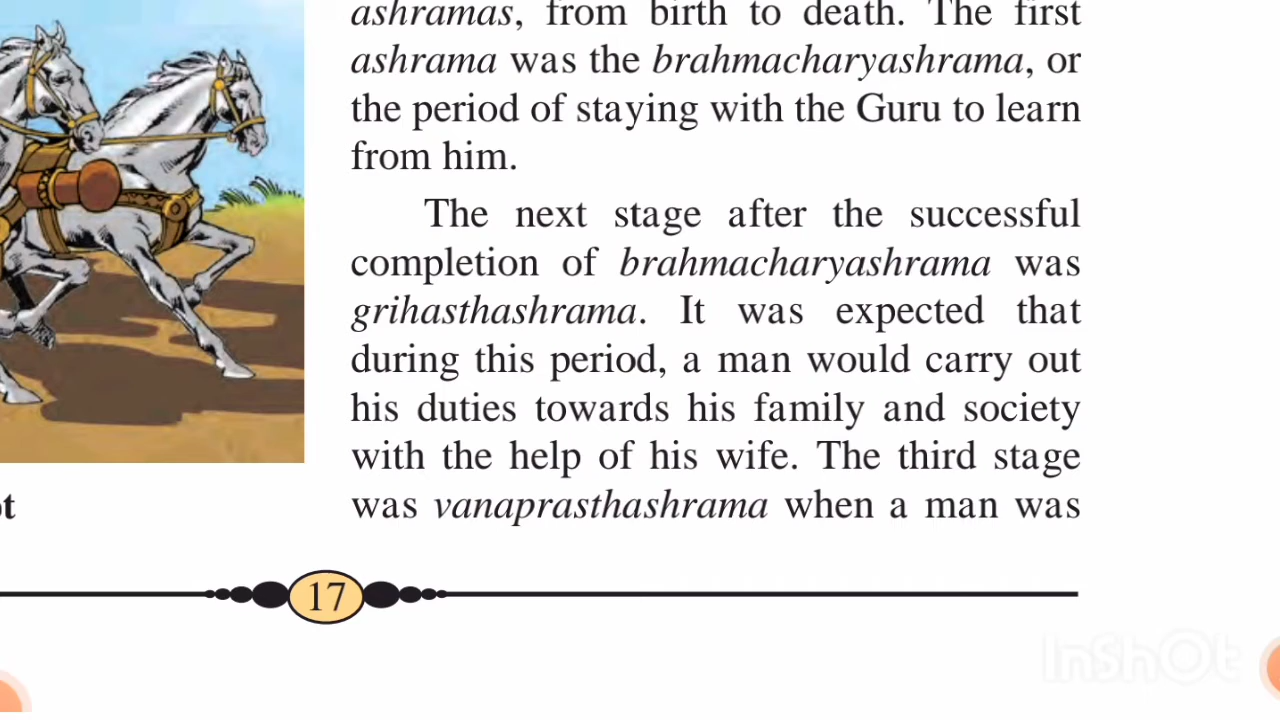 ashramas, from birth to death. The first
ashrama was the brahmacharyashrama, or
the period of staying with the Guru to learn
from him.
The next stage after the successful
completion of brahmacharyashrama was
grihasthashrama. It was expected that
during this period, a man would carry out
his duties towards his family and society
with the help of his wife. The third stage
was vanaprasthashrama when a man was
17
InShOt